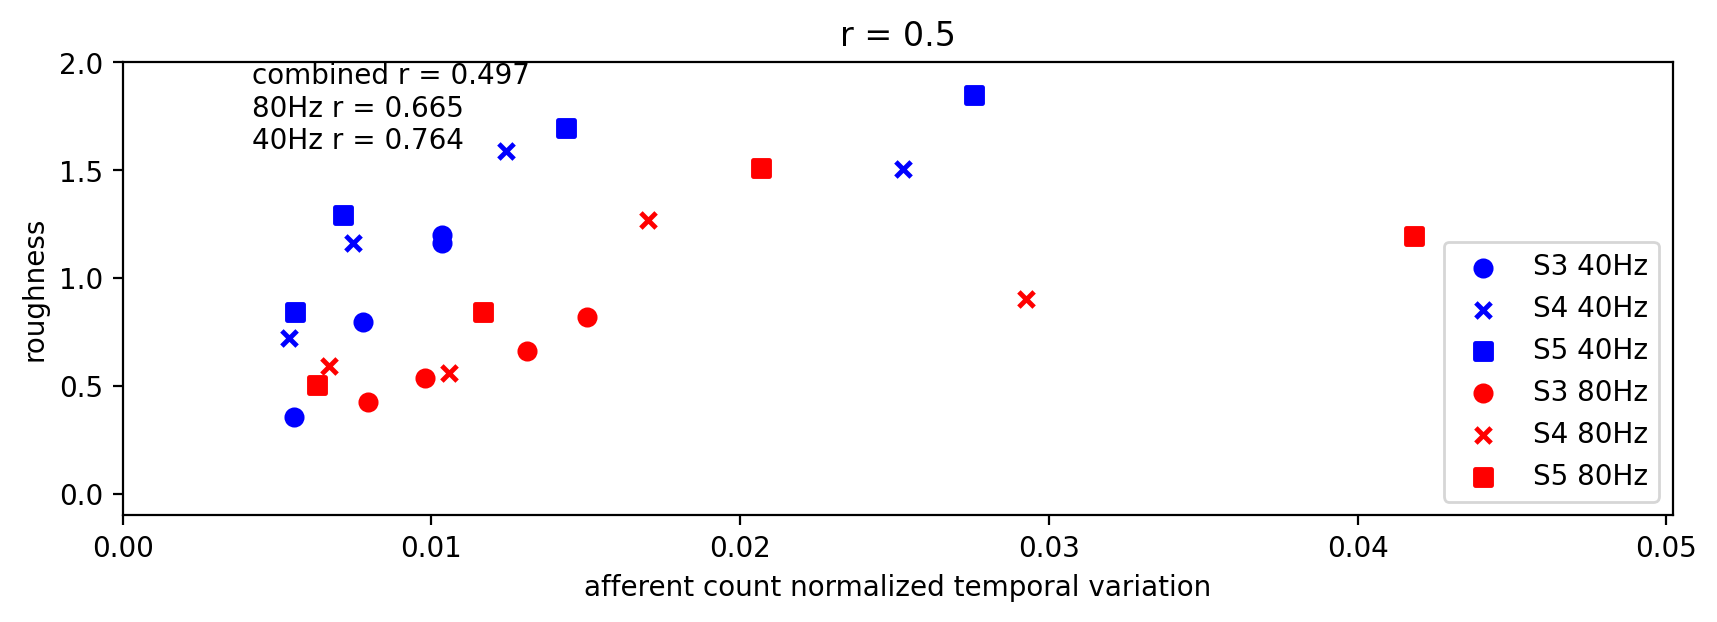 r = 0.5
combined r = 0.497
80Hz r = 0.665
40Hz r = 0.764
2.0
1.5
1.0
0.5
0.0
roughness
S3 40Hz
S4 40Hz
S5 40Hz
S3 80Hz
S4 80Hz
S5 80Hz
0.00 0.01 0.02 0.03 0.04 0.05
afferent count normalized temporal variation